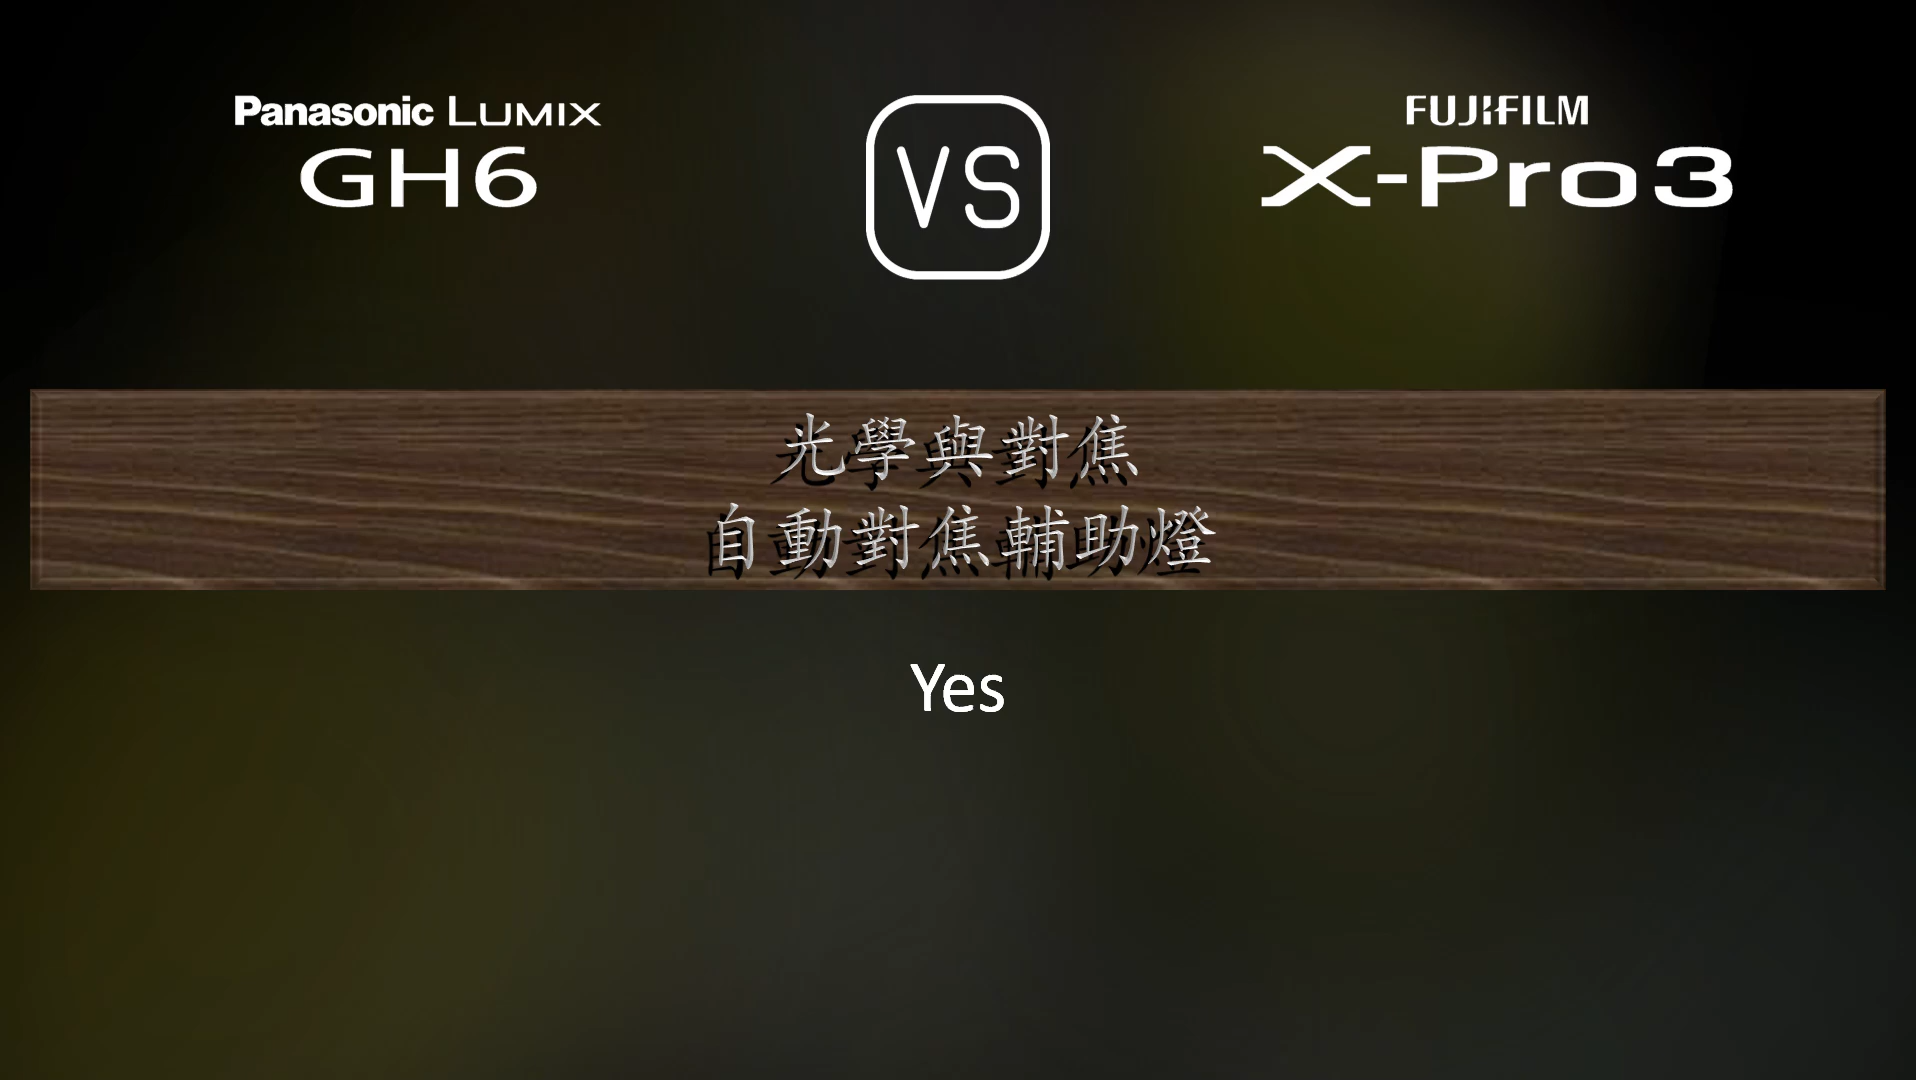 Panasonic LUMIX
GH6
VS
FUJIFILM
X-Pro3
光學與對焦
自動對焦輔助燈
Yes